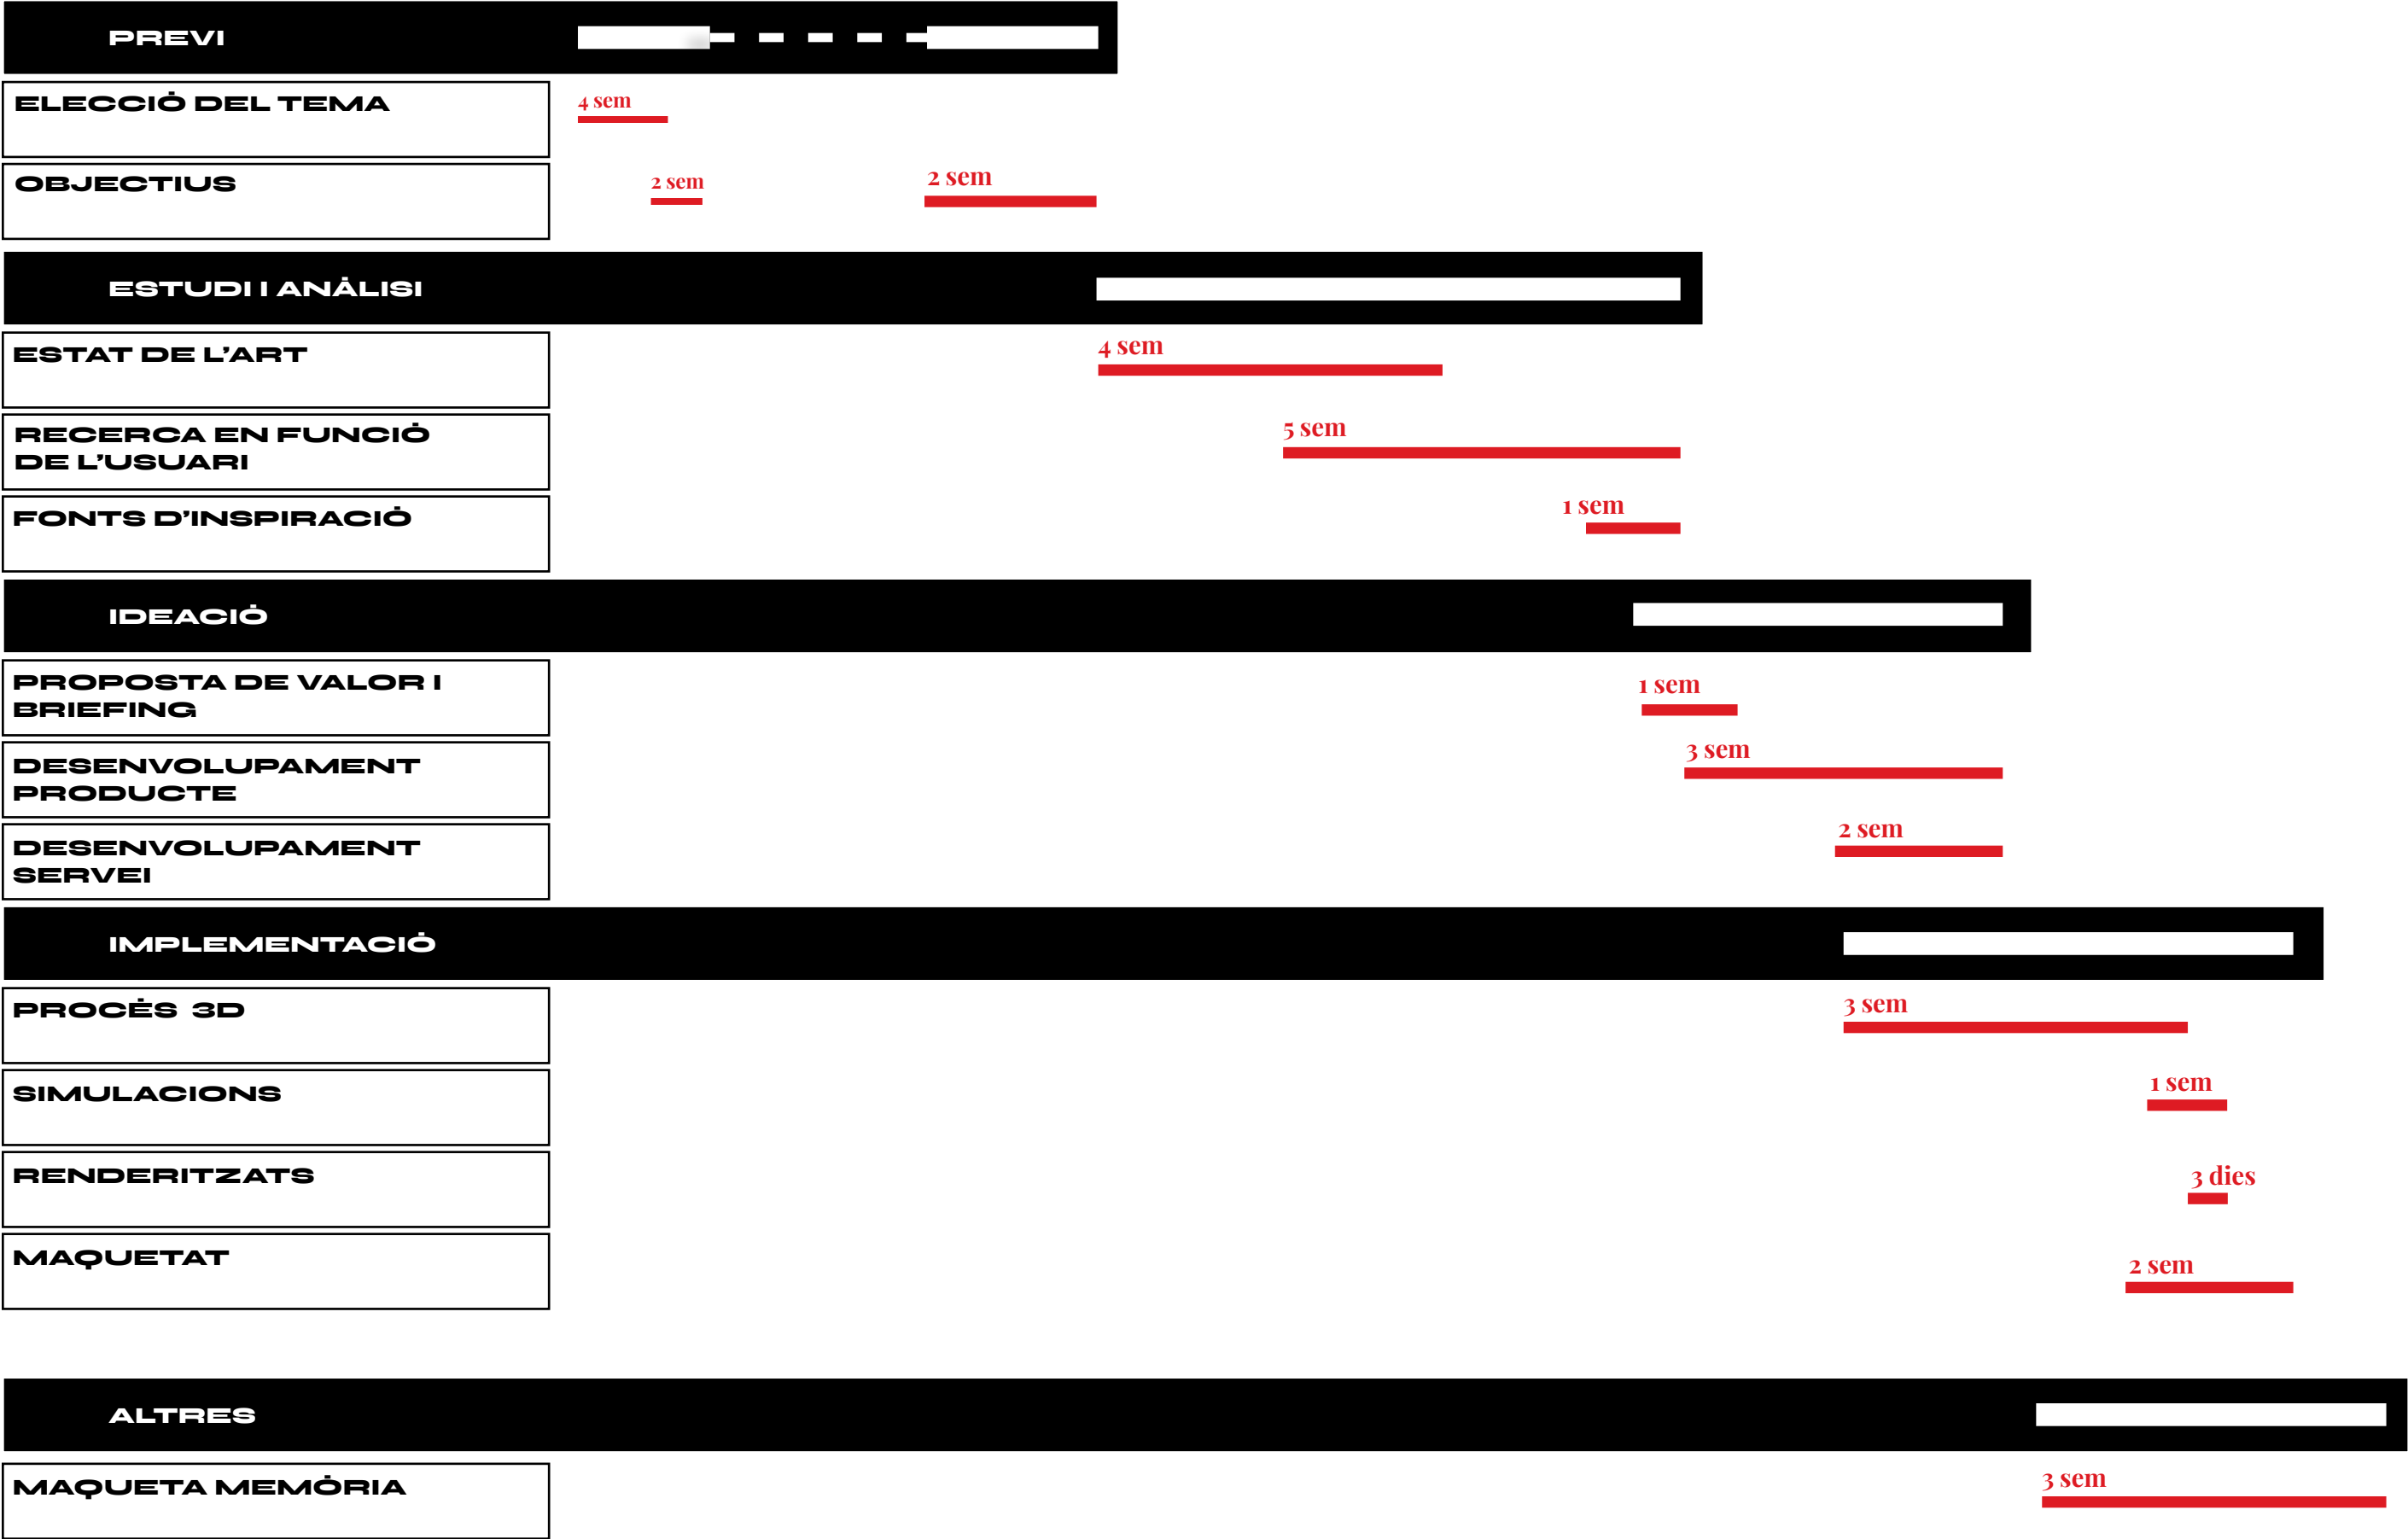 PREVI
ELECCIÓ DEL TEMA
4 sem
OBJECTIUS
2 sem
2 sem
ESTUDI I ANÀLISI
ESTAT DE L’ART
4 sem
RECERCA EN FUNCIÓ
DE L’USUARI
5 sem
FONTS D’INSPIRACIÓ
1 sem
IDEACIÓ
PROPOSTA DE VALOR I
BRIEFING
1 sem
DESENVOLUPAMENT
PRODUCTE
3 sem
DESENVOLUPAMENT
SERVEI
2 sem
IMPLEMENTACIÓ
PROCÉS 3D
3 sem
SIMULACIONS
1 sem
RENDERITZATS
3 dies
MAQUETAT
2 sem
ALTRES
MAQUETA MEMÒRIA
3 sem